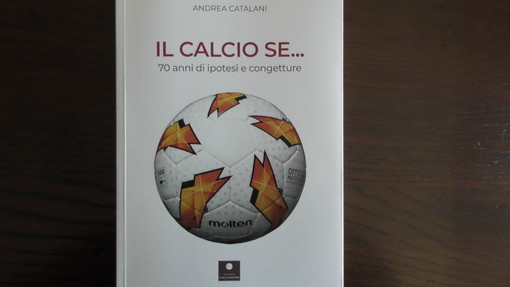 ANDREA CATALANI
IL CALCIO SE...
70 anni di ipotesi e congetture
molten